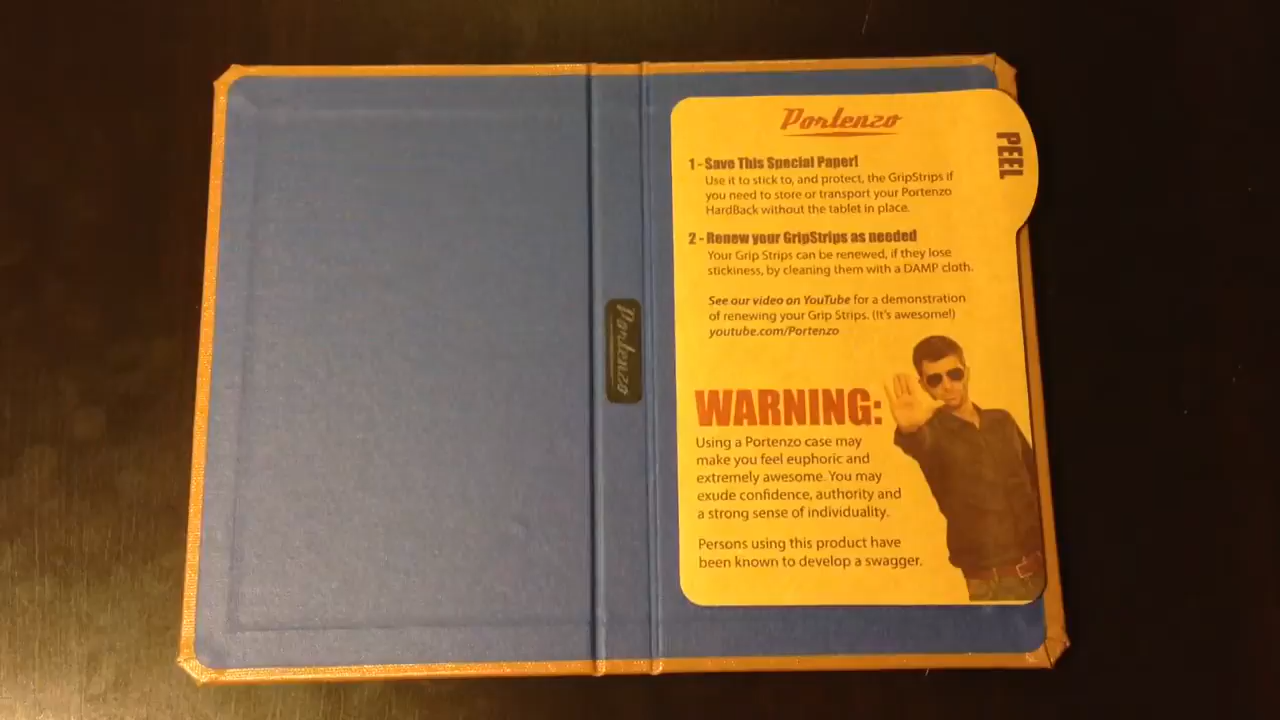 Portenzo
Portenzo
PEEL
1 - Save This Special Paper!
Use it to stick to, and protect, the GripStrips if
you need to store or transport your Portenzo
HardBack without the tablet in place.
2 - Renew your GripStrips as needed
Your Grip Strips can be renewed, if they lose
stickiness, by cleaning them with a DAMP cloth.
See our video on YouTube for a demonstration
of renewing your Grip Strips. (It's awesome!)
youtube.com/Portenzo
WARNING:
Using a Portenzo case may
make you feel euphoric and
extremely awesome. You may
exude confidence, authority and
a strong sense of individuality.
Persons using this product have
been known to develop a swagger.